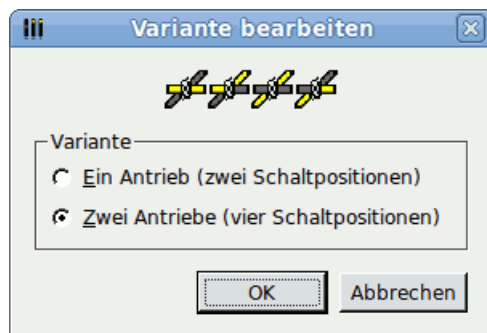 Variante bearbeiten
Variante
Ein Antrieb (zwei Schaltpositionen)
Zwei Antriebe (vier Schaltpositionen)
OK
Abbrechen